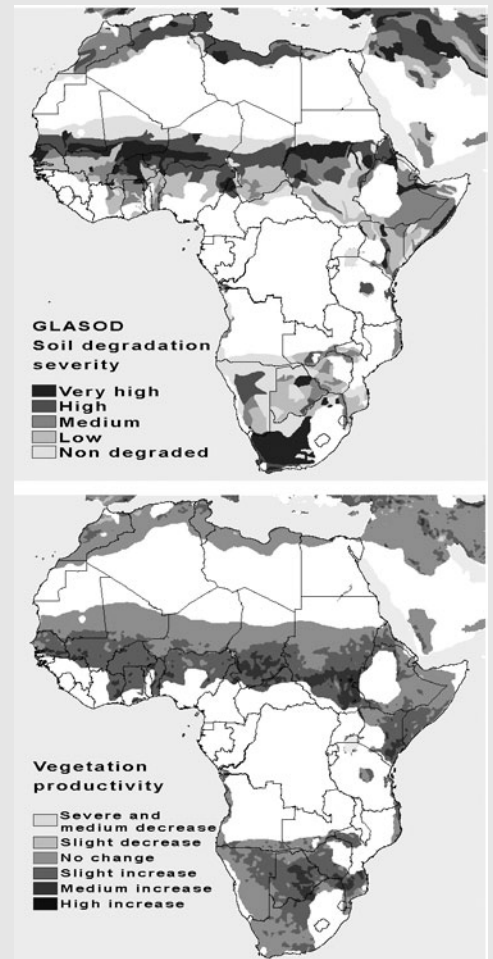 GLASOD
Soil degradation
severity
Very high
High
Medium
Low
Non degraded
Vegetation
productivity
Severe and
medium decrease
Slight decrease
No change
Slight increase
Medium increase
High increase